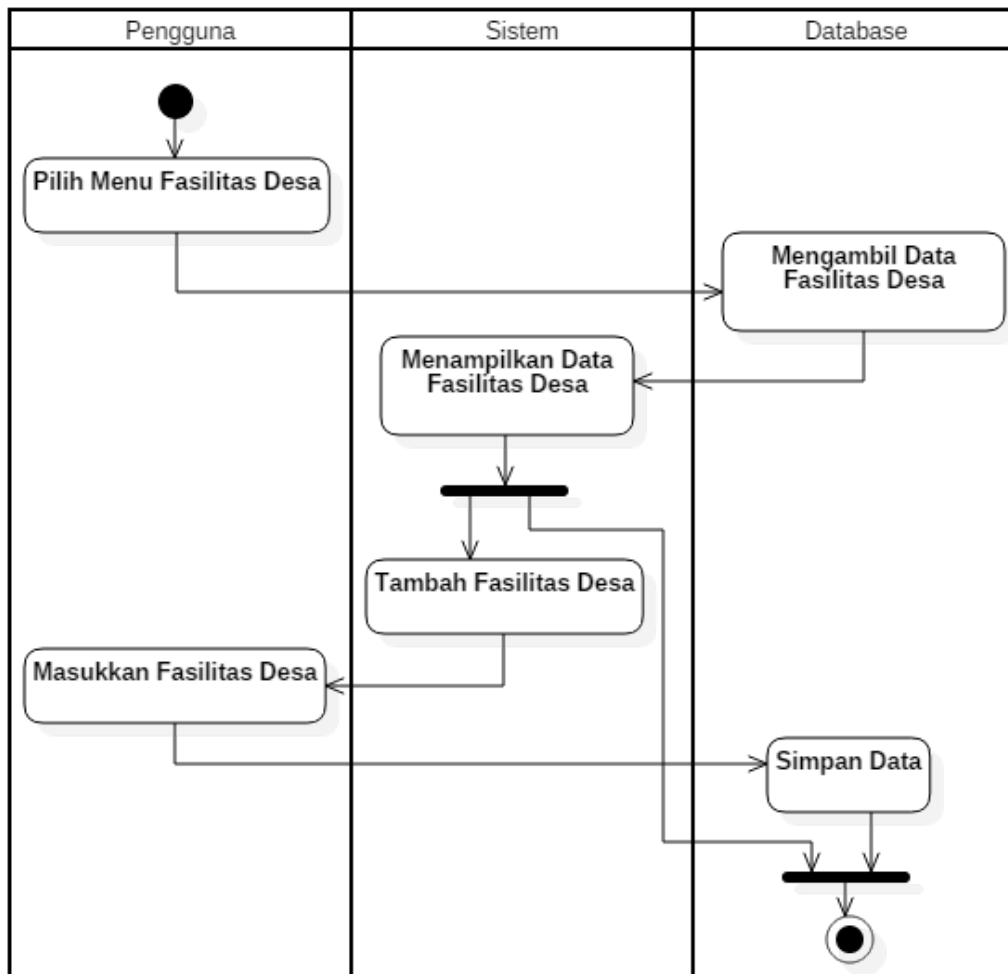 Pengguna
Sistem
Database
Pilih Menu Fasilitas Desa
Mengambil Data
Fasilitas Desa
Menampilkan Data
Fasilitas Desa
Tambah Fasilitas Desa
Masukkan Fasilitas Desa
Simpan Data